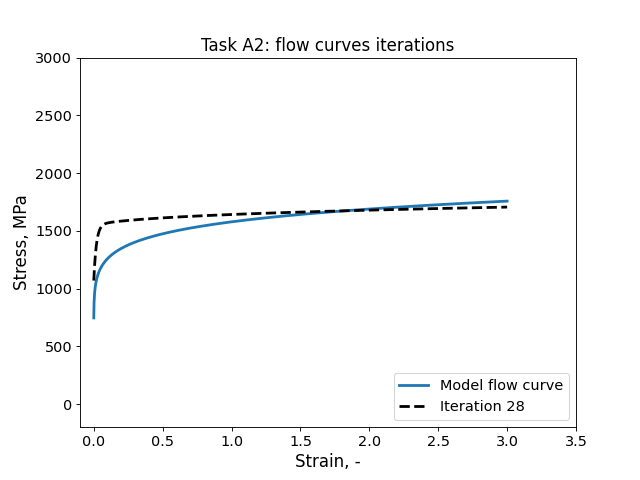 Task A2: flow curves iterations
Stress, MPa
3000
2500
2000
1500
1000
500
0
0.0 0.5 1.0 1.5 2.0 2.5 3.0 3.5
Strain, -
Model flow curve
Iteration 28